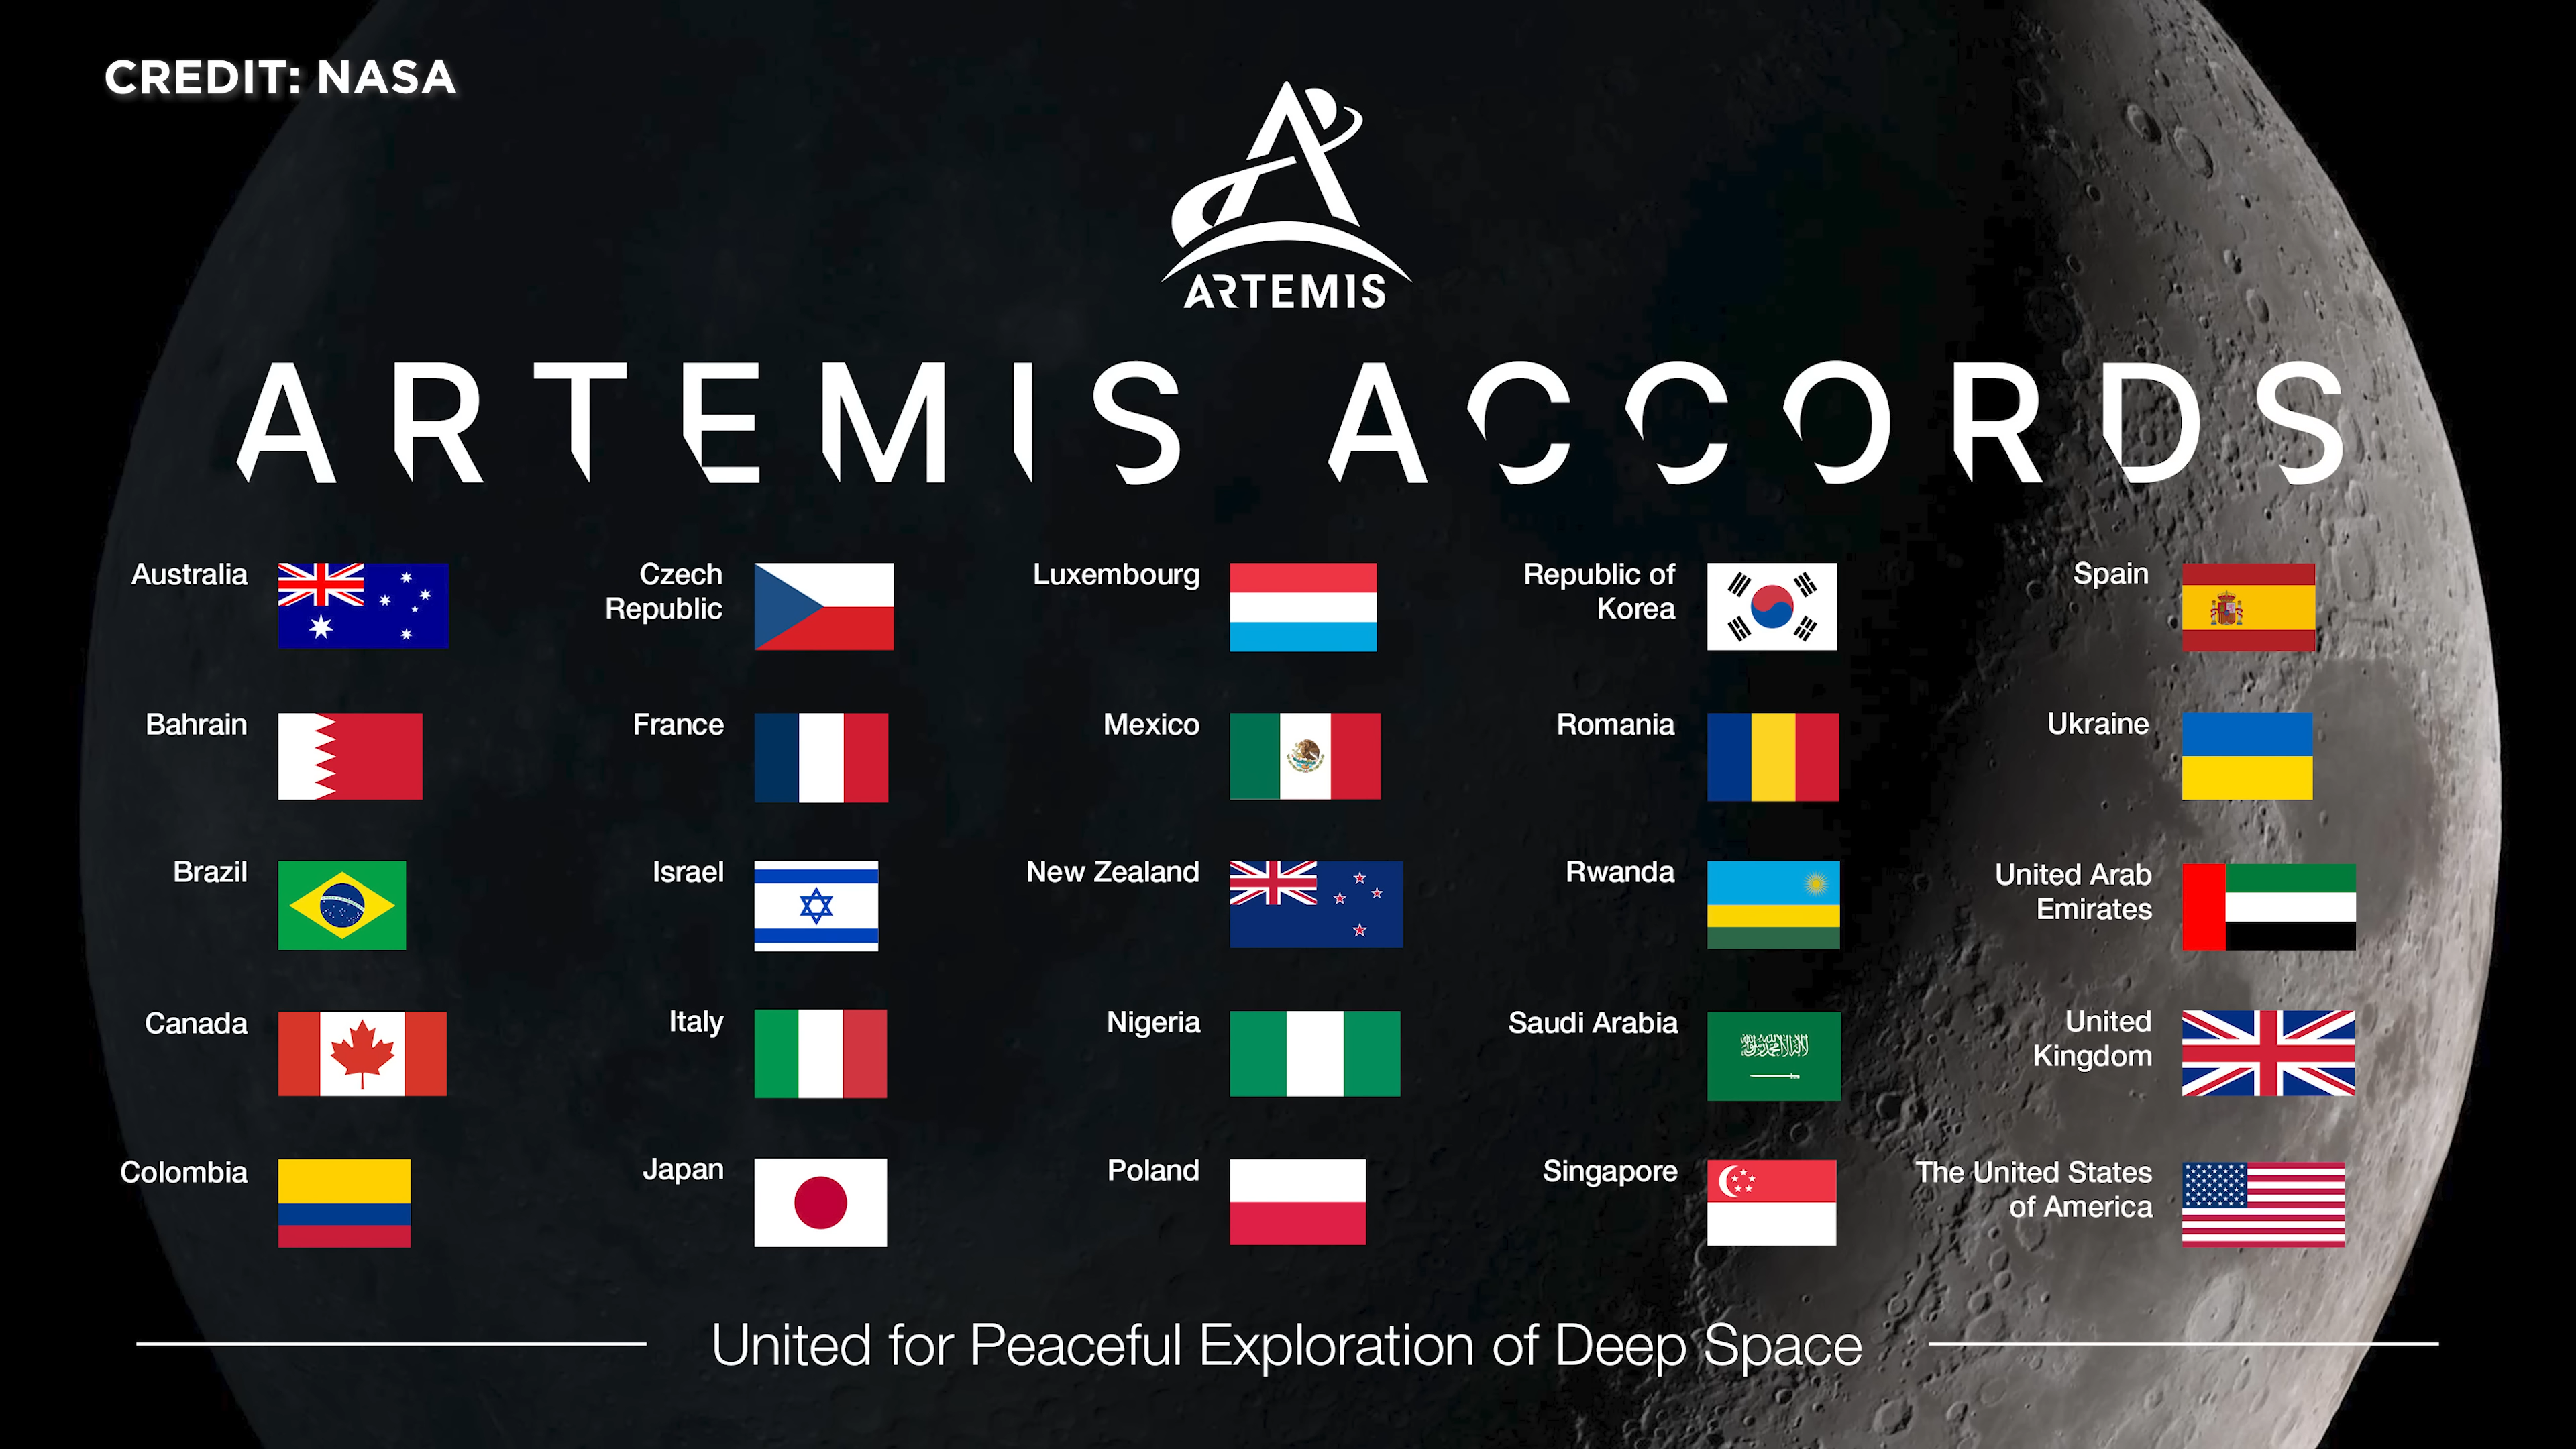 CREDIT: NASA
ARTEMIS
ARTEMIS ACCORDS
Australia
Bahrain
Brazil
Canada
Colombia
Czech
Republic
France
Israel
Italy
Japan
Luxembourg
Mexico
New Zealand
Nigeria
Poland
Republic of
Korea
Romania
Rwanda
Saudi Arabia
Singapore
Spain
Ukraine
United Arab
Emirates
United
Kingdom
The United States
of America
United for Peaceful Exploration of Deep Space